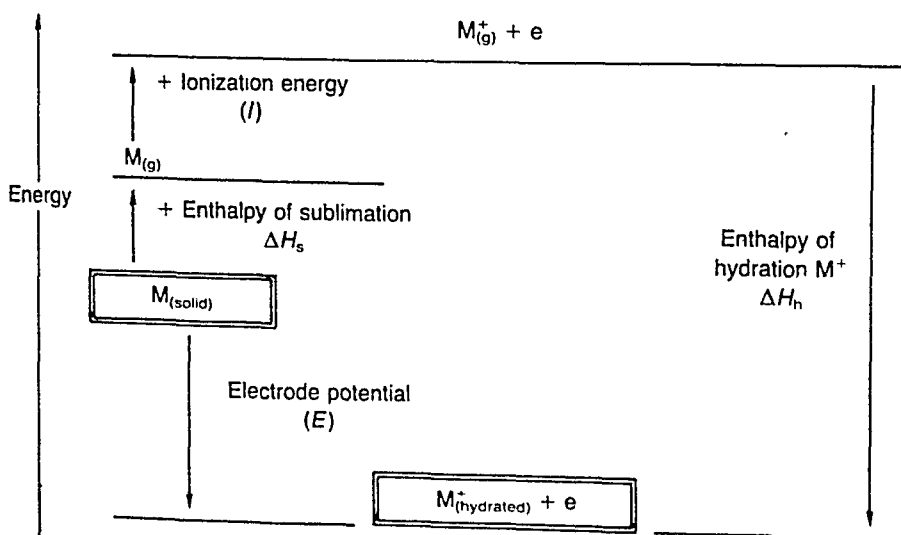 M⁺(g) + e
+ Ionization energy
(I)
M(g)
Energy
+ Enthalpy of sublimation
ΔHₛ
M(solid)
Enthalpy of
hydration M⁺
ΔHₕ
Electrode potential
(E)
M⁺(hydrated) + e